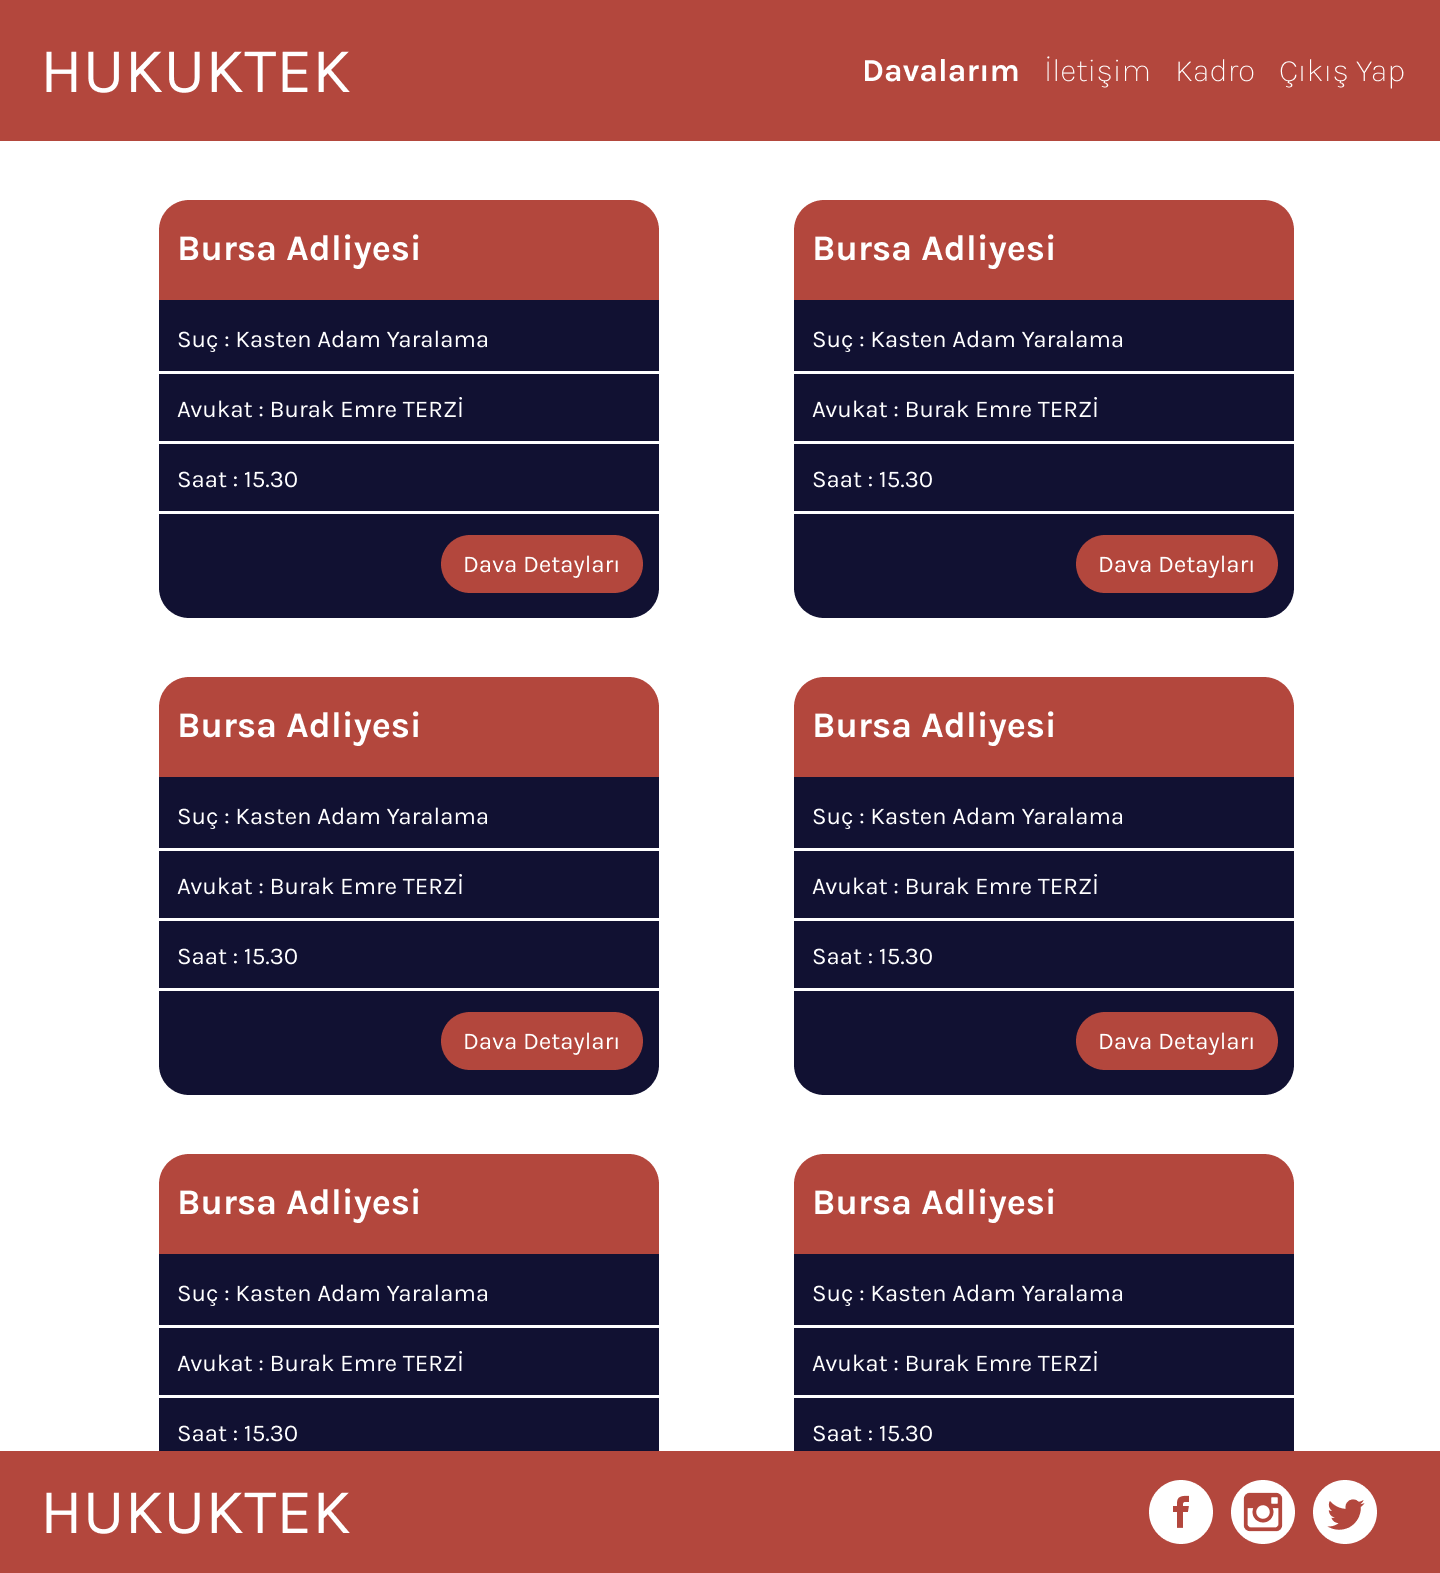 HUKUKTEK
Davalarım İletişim Kadro Çıkış Yap
Bursa Adliyesi
Suç : Kasten Adam Yaralama
Avukat : Burak Emre TERZİ
Saat : 15.30
Dava Detayları
Bursa Adliyesi
Suç : Kasten Adam Yaralama
Avukat : Burak Emre TERZİ
Saat : 15.30
Dava Detayları
Bursa Adliyesi
Suç : Kasten Adam Yaralama
Avukat : Burak Emre TERZİ
Saat : 15.30
Dava Detayları
Bursa Adliyesi
Suç : Kasten Adam Yaralama
Avukat : Burak Emre TERZİ
Saat : 15.30
Dava Detayları
Bursa Adliyesi
Suç : Kasten Adam Yaralama
Avukat : Burak Emre TERZİ
Saat : 15.30
Bursa Adliyesi
Suç : Kasten Adam Yaralama
Avukat : Burak Emre TERZİ
Saat : 15.30
HUKUKTEK